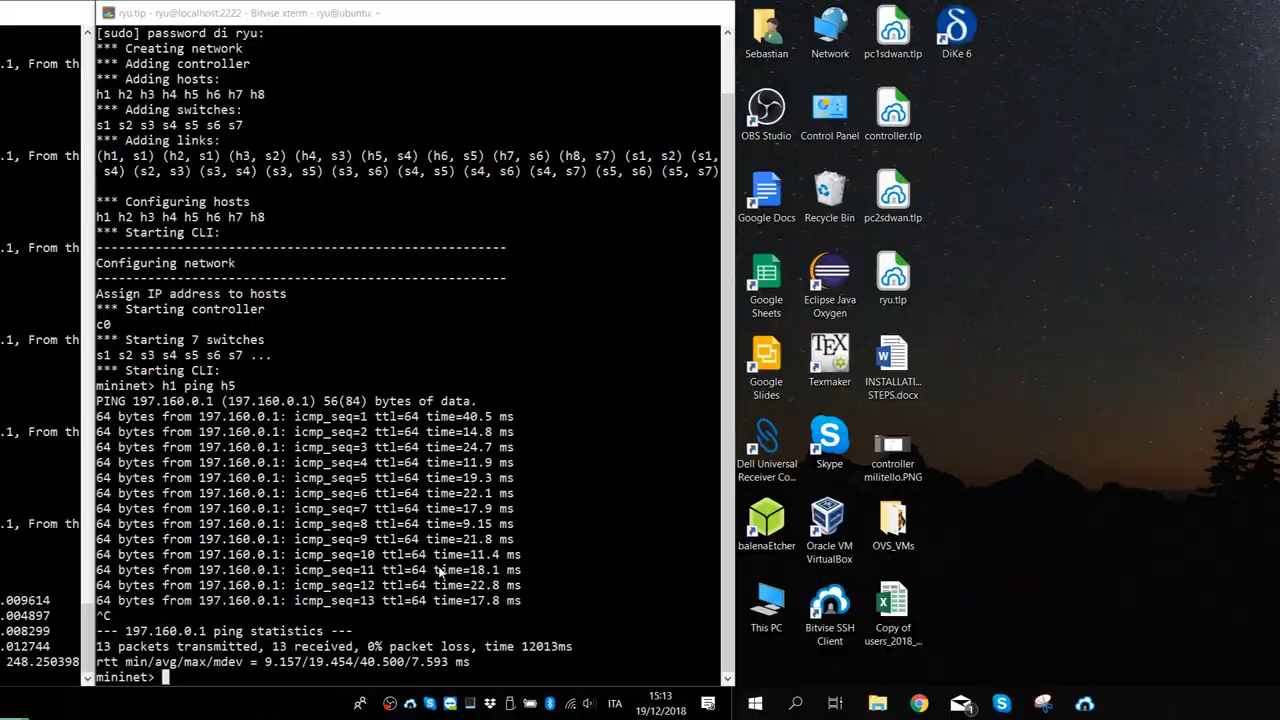 ryu.tlp - ryu@localhost:2222 - Bitvise xterm - ryu@ubuntu: ~
[sudo] password di ryu:
*** Creating network
*** Adding controller
*** Adding hosts:
h1 h2 h3 h4 h5 h6 h7 h8
*** Adding switches:
s1 s2 s3 s4 s5 s6 s7
*** Adding links:
(h1, s1) (h2, s1) (h3, s2) (h4, s3) (h5, s4) (h6, s5) (h7, s6) (h8, s7) (s1, s2) (s1,
s4) (s2, s3) (s3, s4) (s3, s5) (s3, s6) (s4, s5) (s4, s6) (s4, s7) (s5, s6) (s5, s7)
*** Configuring hosts
h1 h2 h3 h4 h5 h6 h7 h8
*** Starting CLI:
--------------------------------------------------------
Configuring network
--------------------------------------------------------
Assign IP address to hosts
*** Starting controller
c0
*** Starting 7 switches
s1 s2 s3 s4 s5 s6 s7 ...
*** Starting CLI:
mininet> h1 ping h5
PING 197.160.0.1 (197.160.0.1) 56(84) bytes of data.
64 bytes from 197.160.0.1: icmp_seq=1 ttl=64 time=40.5 ms
64 bytes from 197.160.0.1: icmp_seq=2 ttl=64 time=14.8 ms
64 bytes from 197.160.0.1: icmp_seq=3 ttl=64 time=24.7 ms
64 bytes from 197.160.0.1: icmp_seq=4 ttl=64 time=11.9 ms
64 bytes from 197.160.0.1: icmp_seq=5 ttl=64 time=19.3 ms
64 bytes from 197.160.0.1: icmp_seq=6 ttl=64 time=22.1 ms
64 bytes from 197.160.0.1: icmp_seq=7 ttl=64 time=17.9 ms
64 bytes from 197.160.0.1: icmp_seq=8 ttl=64 time=9.15 ms
64 bytes from 197.160.0.1: icmp_seq=9 ttl=64 time=21.8 ms
64 bytes from 197.160.0.1: icmp_seq=10 ttl=64 time=11.4 ms
64 bytes from 197.160.0.1: icmp_seq=11 ttl=64 time=18.1 ms
64 bytes from 197.160.0.1: icmp_seq=12 ttl=64 time=22.8 ms
64 bytes from 197.160.0.1: icmp_seq=13 ttl=64 time=17.8 ms
^C
--- 197.160.0.1 ping statistics ---
13 packets transmitted, 13 received, 0% packet loss, time 12013ms
rtt min/avg/max/mdev = 9.157/19.454/40.500/7.593 ms
mininet>
.1, From th
.1, From th
.1, From th
.1, From th
.1, From th
.1, From th
.009614
.004897
.008299
.012744
248.250398
Sebastian
Network
pc1sdwan.tlp
DiKe 6
OBS Studio
Control Panel
controller.tlp
Google Docs
Recycle Bin
pc2sdwan.tlp
Google
Sheets
Eclipse Java
Oxygen
ryu.tlp
Google
Slides
TEX
Texmaker
INSTALLATI...
STEPS.docx
Dell Universal
Receiver Co...
Skype
controller
militello.PNG
balenaEtcher
Oracle VM
VirtualBox
OVS_VMs
This PC
Bitvise SSH
Client
Copy of
users_2018_...
ITA
15:13
19/12/2018
1